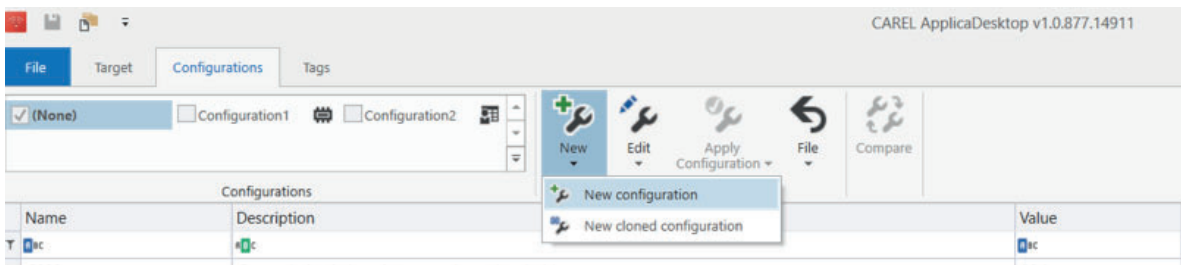 CAREL ApplicaDesktop v1.0.877.14911
File Target Configurations Tags
(None) Configuration1 Configuration2
New Edit Apply Configuration File Compare
Configurations
New configuration
New cloned configuration
Name Description Value